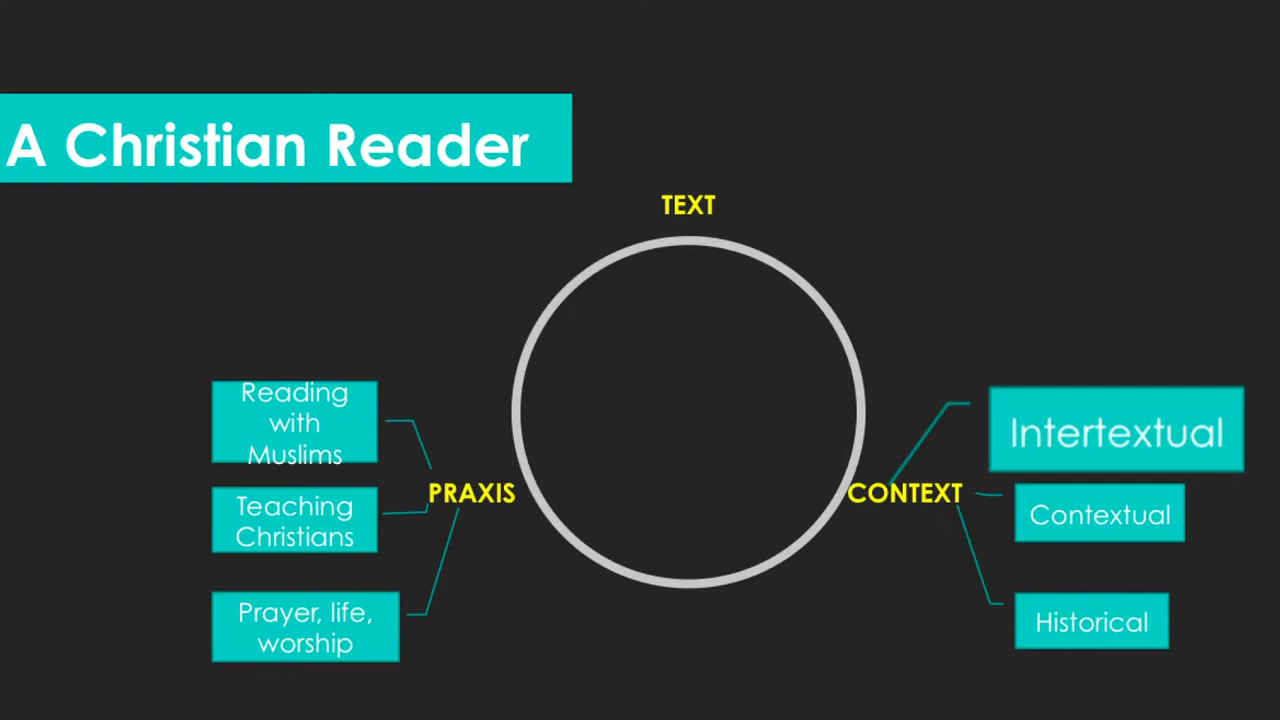 A Christian Reader
TEXT
Reading
with
Muslims
Intertextual
PRAXIS
CONTEXT
Teaching
Christians
Contextual
Prayer, life,
worship
Historical